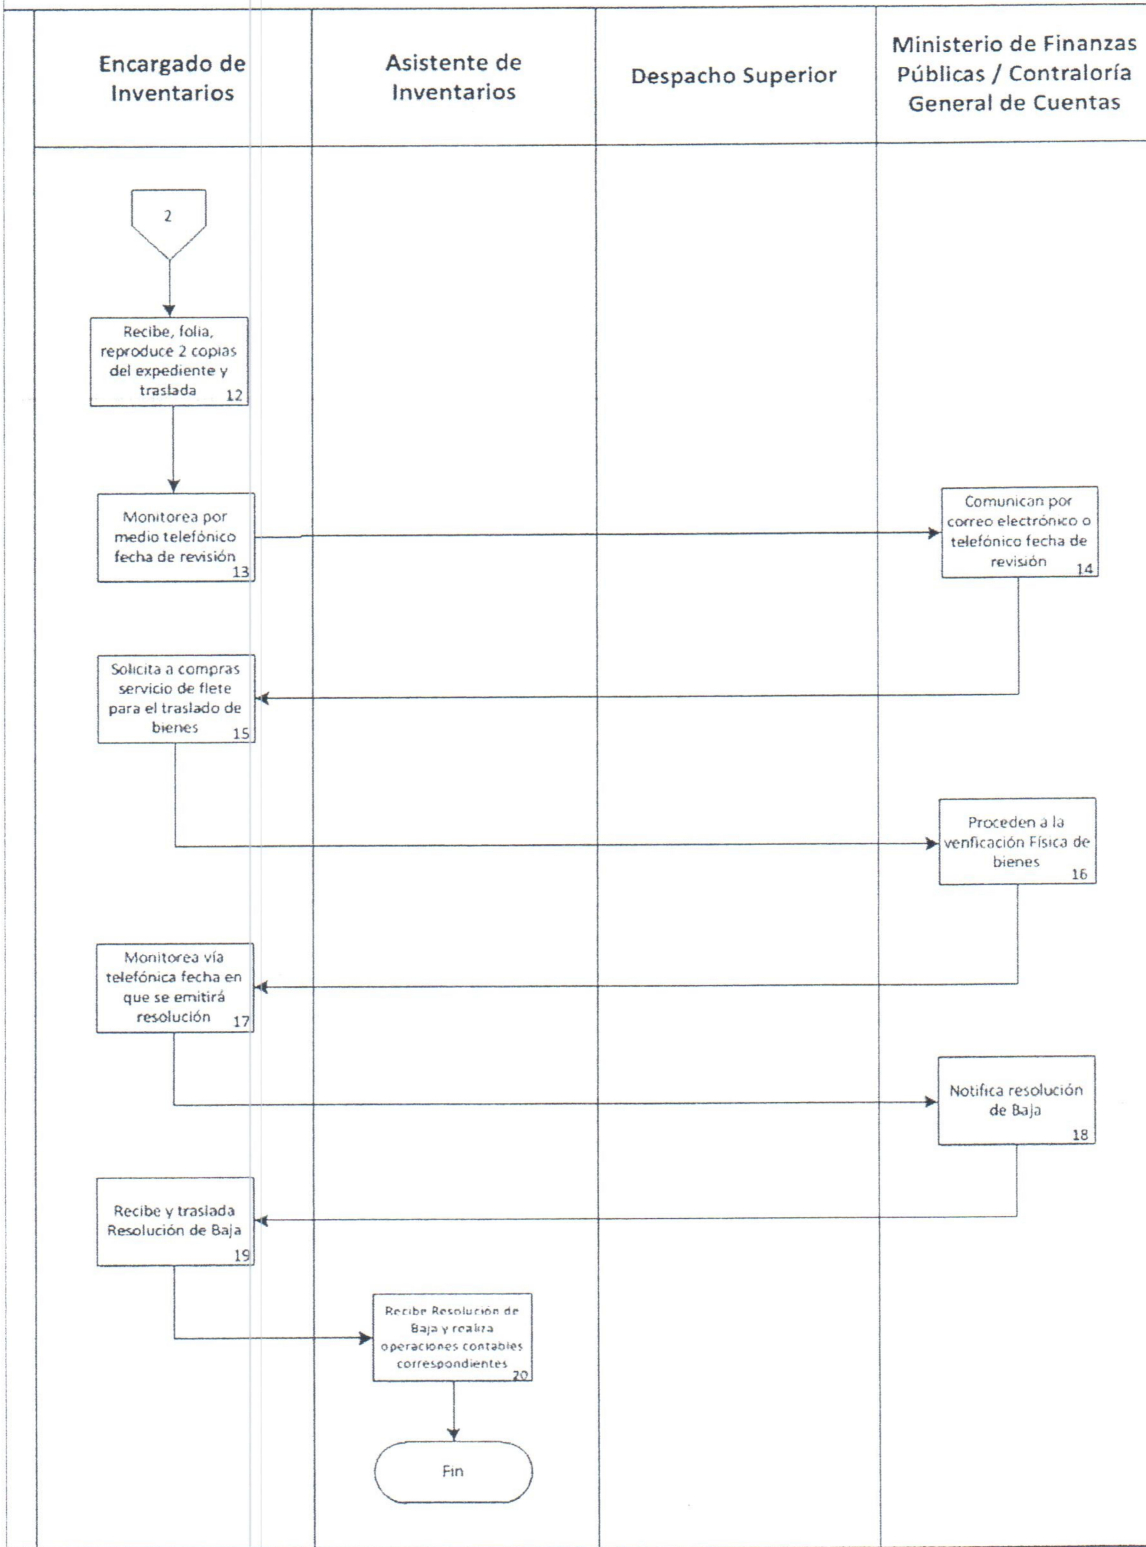 Encargado de
Inventarios
Asistente de
Inventarios
Despacho Superior
Ministerio de Finanzas
Públicas / Contraloría
General de Cuentas
2
Recibe, folia,
reproduce 2 copias
del expediente y
traslada
12
Monitorea por
medio telefónico
fecha de revisión
13
Comunican por
correo electrónico o
telefónico fecha de
revisión
14
Solicita a compras
servicio de flete
para el traslado de
bienes
15
Proceden a la
verificación Física de
bienes
16
Monitorea vía
telefónica fecha en
que se emitirá
resolución
17
Notifica resolución
de Baja
18
Recibe y traslada
Resolución de Baja
19
Recibe Resolución de
Baja y realiza
operaciones contables
correspondientes
20
Fin